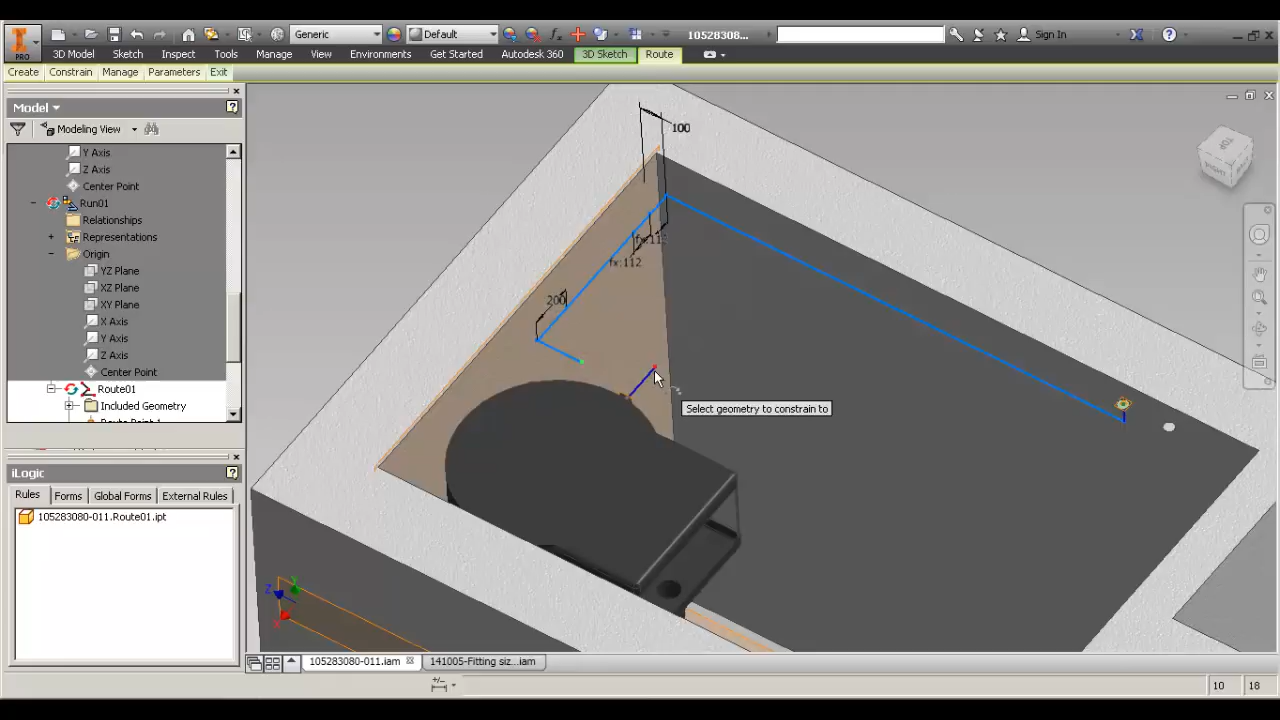 Generic
Default
fx
10528308...
Sign In
PRO
3D Model
Sketch
Inspect
Tools
Manage
View
Environments
Get Started
Autodesk 360
3D Sketch
Route
Create
Constrain
Manage
Parameters
Exit
Model
Modeling View
Y Axis
Z Axis
Center Point
Run01
Relationships
Representations
Origin
YZ Plane
XZ Plane
XY Plane
X Axis
Y Axis
Z Axis
Center Point
Route01
Included Geometry
Route Point 1
iLogic
Rules
Forms
Global Forms
External Rules
105283080-011.Route01.ipt
100
fx:112
200
Select geometry to constrain to
TOP
Z
Y
X
105283080-011.iam
141005-Fitting siz...iam
10
18